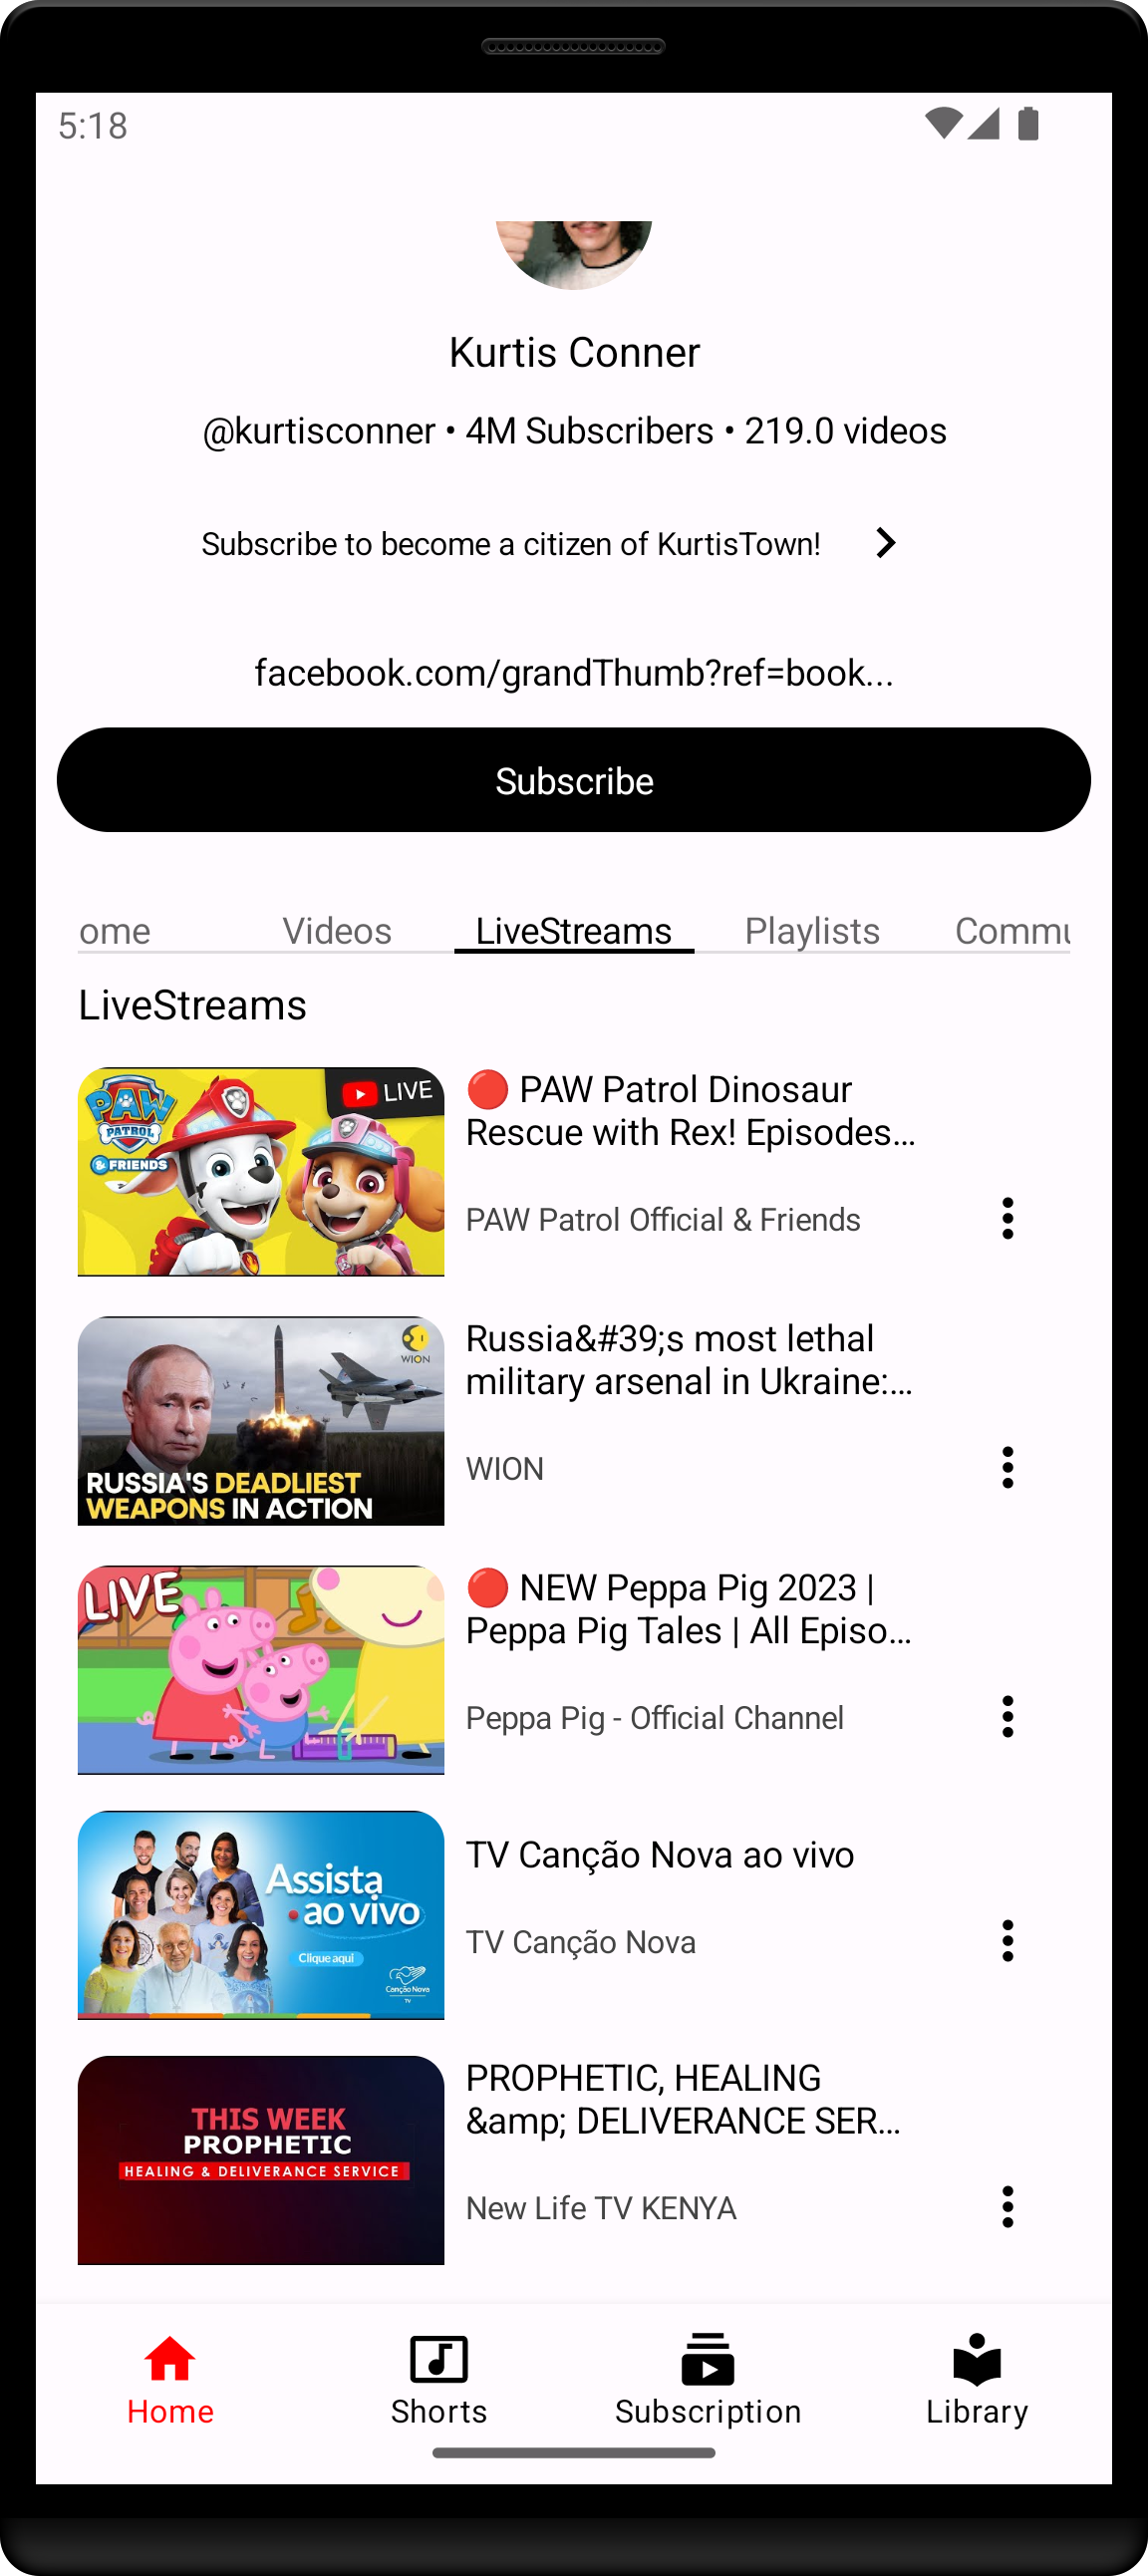 5:18
Kurtis Conner
@kurtisconner • 4M Subscribers • 219.0 videos
Subscribe to become a citizen of KurtisTown!
facebook.com/grandThumb?ref=book...
Subscribe
ome
Videos
LiveStreams
Playlists
Commu
LiveStreams
PAW
PATROL
& FRIENDS
LIVE
🔴 PAW Patrol Dinosaur
Rescue with Rex! Episodes...
PAW Patrol Official & Friends
WION
RUSSIA'S DEADLIEST
WEAPONS IN ACTION
Russia&#39;s most lethal
military arsenal in Ukraine:...
WION
LIVE
🔴 NEW Peppa Pig 2023 |
Peppa Pig Tales | All Episo...
Peppa Pig - Official Channel
Assista
ao vivo
Clique aqui
Canção Nova
TV
TV Canção Nova ao vivo
TV Canção Nova
THIS WEEK
PROPHETIC
HEALING & DELIVERANCE SERVICE
PROPHETIC, HEALING
&amp; DELIVERANCE SER...
New Life TV KENYA
Home
Shorts
Subscription
Library